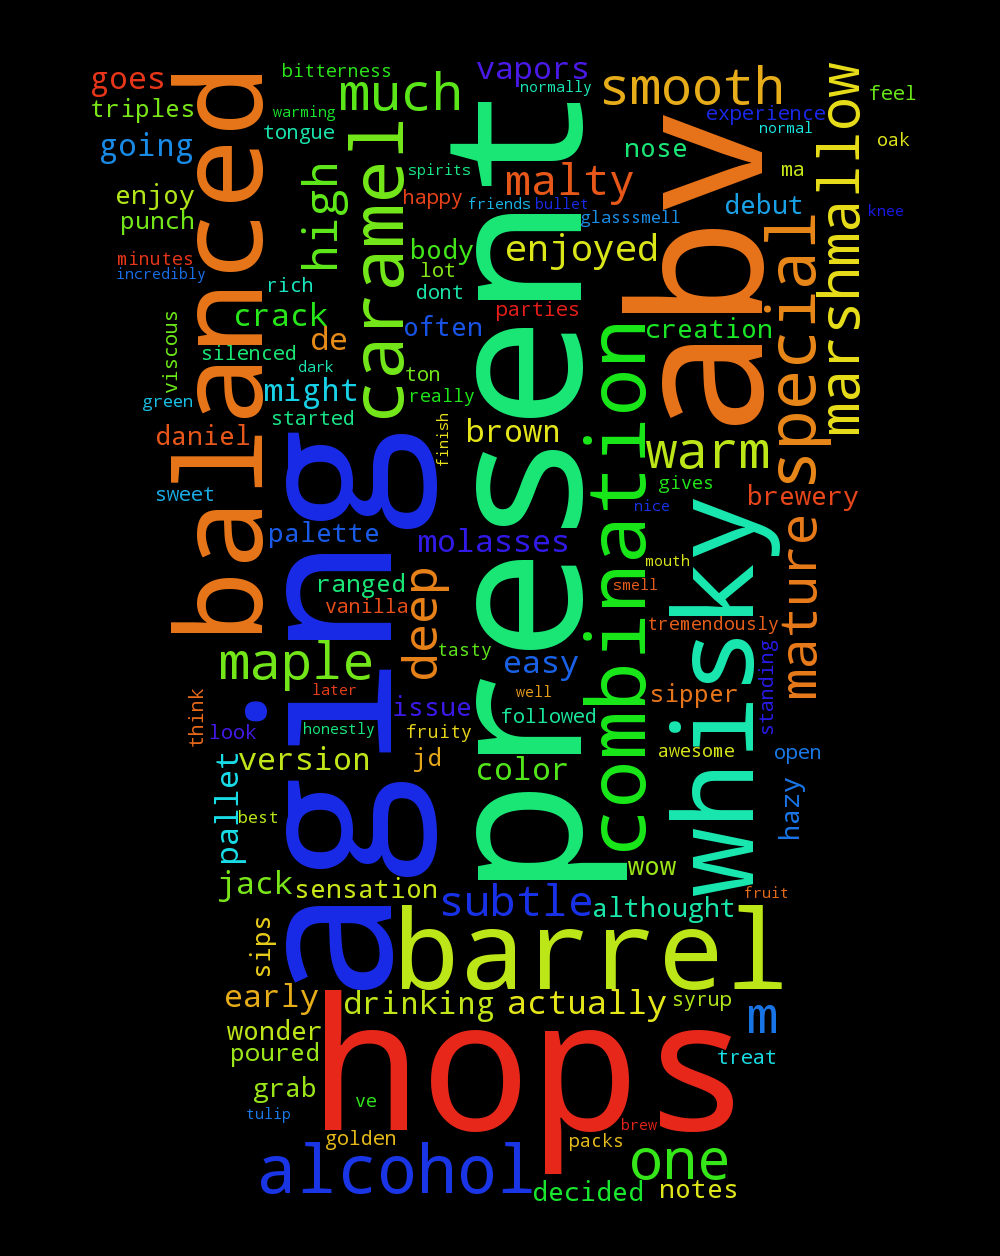 bitterness
vapors
goes
much
smooth
normally
feel
triples
warming
experience
tongue
normal
going
nose
oak
spirits
malty
ma
enjoy
happy
friends
bullet
debut
knee
punch
glasssmell
high
caramel
balanced
present
abv
special
marshmallow
minutes
incredibly
body
enjoyed
lot
rich
dont
parties
crack
de
often
creation
viscous
silenced
dark
ton
might
really
green
started
brown
finish
daniel
warm
sweet
gives
brewery
palette
molasses
nice
aging
combination
whisky
mature
mouth
ranged
smell
vanilla
deep
tremendously
maple
tasty
easy
standing
later
well
sipper
think
look
issue
followed
honestly
fruity
version
jd
awesome
open
color
pallet
hazy
best
wow
jack
sensation
subtle
althought
fruit
sips
barrel
early
drinking
actually
syrup
m
wonder
poured
hops
treat
grab
ve
tulip
golden
brew
packs
alcohol
one
decided
notes